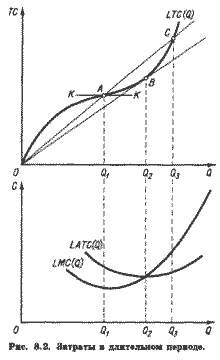 TC
LTC(Q)
C
K A K
B
0 Q₁ Q₂ Q₃ Q
C
LATC(Q)
LMC(Q)
0 Q₁ Q₂ Q₃ Q
Рис. 8.2. Затраты в длительном периоде.